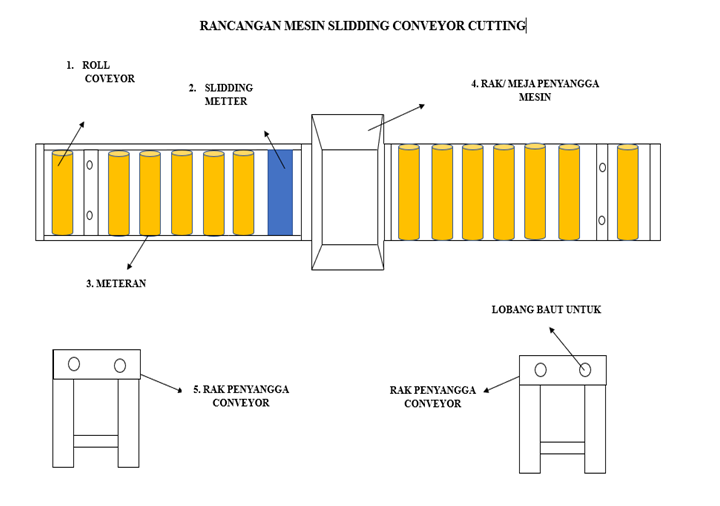 RANCANGAN MESIN SLIDDING CONVEYOR CUTTING
1. ROLL
COVEYOR
2. SLIDDING
METTER
4. RAK/ MEJA PENYANGGA
MESIN
3. METERAN
LOBANG BAUT UNTUK
5. RAK PENYANGGA
CONVEYOR
RAK PENYANGGA
CONVEYOR